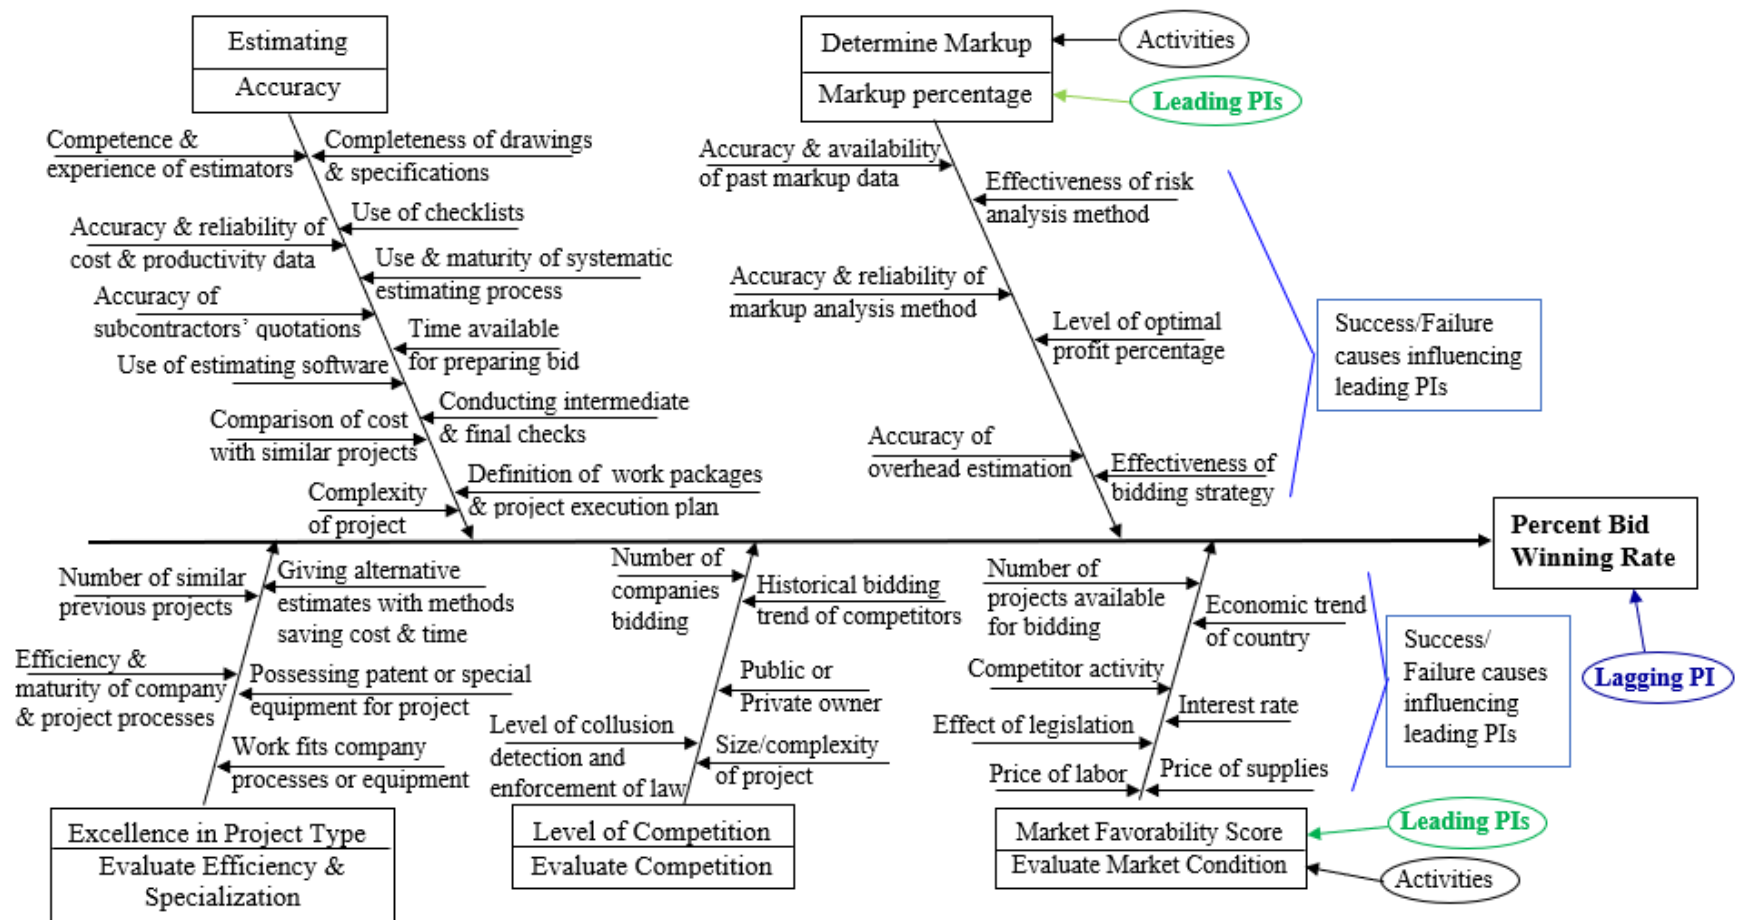 Estimating
Accuracy
Determine Markup
Markup percentage
Activities
Leading PIs
Competence &
experience of estimators
Completeness of drawings
& specifications
Accuracy & reliability of
cost & productivity data
Use of checklists
Use & maturity of systematic
estimating process
Accuracy of
subcontractors’ quotations
Time available
for preparing bid
Use of estimating software
Conducting intermediate
& final checks
Comparison of cost
with similar projects
Definition of work packages
& project execution plan
Complexity
of project
Accuracy & availability
of past markup data
Effectiveness of risk
analysis method
Accuracy & reliability of
markup analysis method
Level of optimal
profit percentage
Accuracy of
overhead estimation
Effectiveness of
bidding strategy
Success/Failure
causes influencing
leading PIs
Percent Bid
Winning Rate
Lagging PI
Number of similar
previous projects
Giving alternative
estimates with methods
saving cost & time
Efficiency &
maturity of company
& project processes
Possessing patent or special
equipment for project
Work fits company
processes or equipment
Excellence in Project Type
Evaluate Efficiency &
Specialization
Number of
companies
bidding
Historical bidding
trend of competitors
Public or
Private owner
Level of collusion
detection and
enforcement of law
Size/complexity
of project
Level of Competition
Evaluate Competition
Number of
projects available
for bidding
Economic trend
of country
Competitor activity
Interest rate
Effect of legislation
Price of labor
Price of supplies
Market Favorability Score
Evaluate Market Condition
Success/
Failure causes
influencing
leading PIs
Leading PIs
Activities